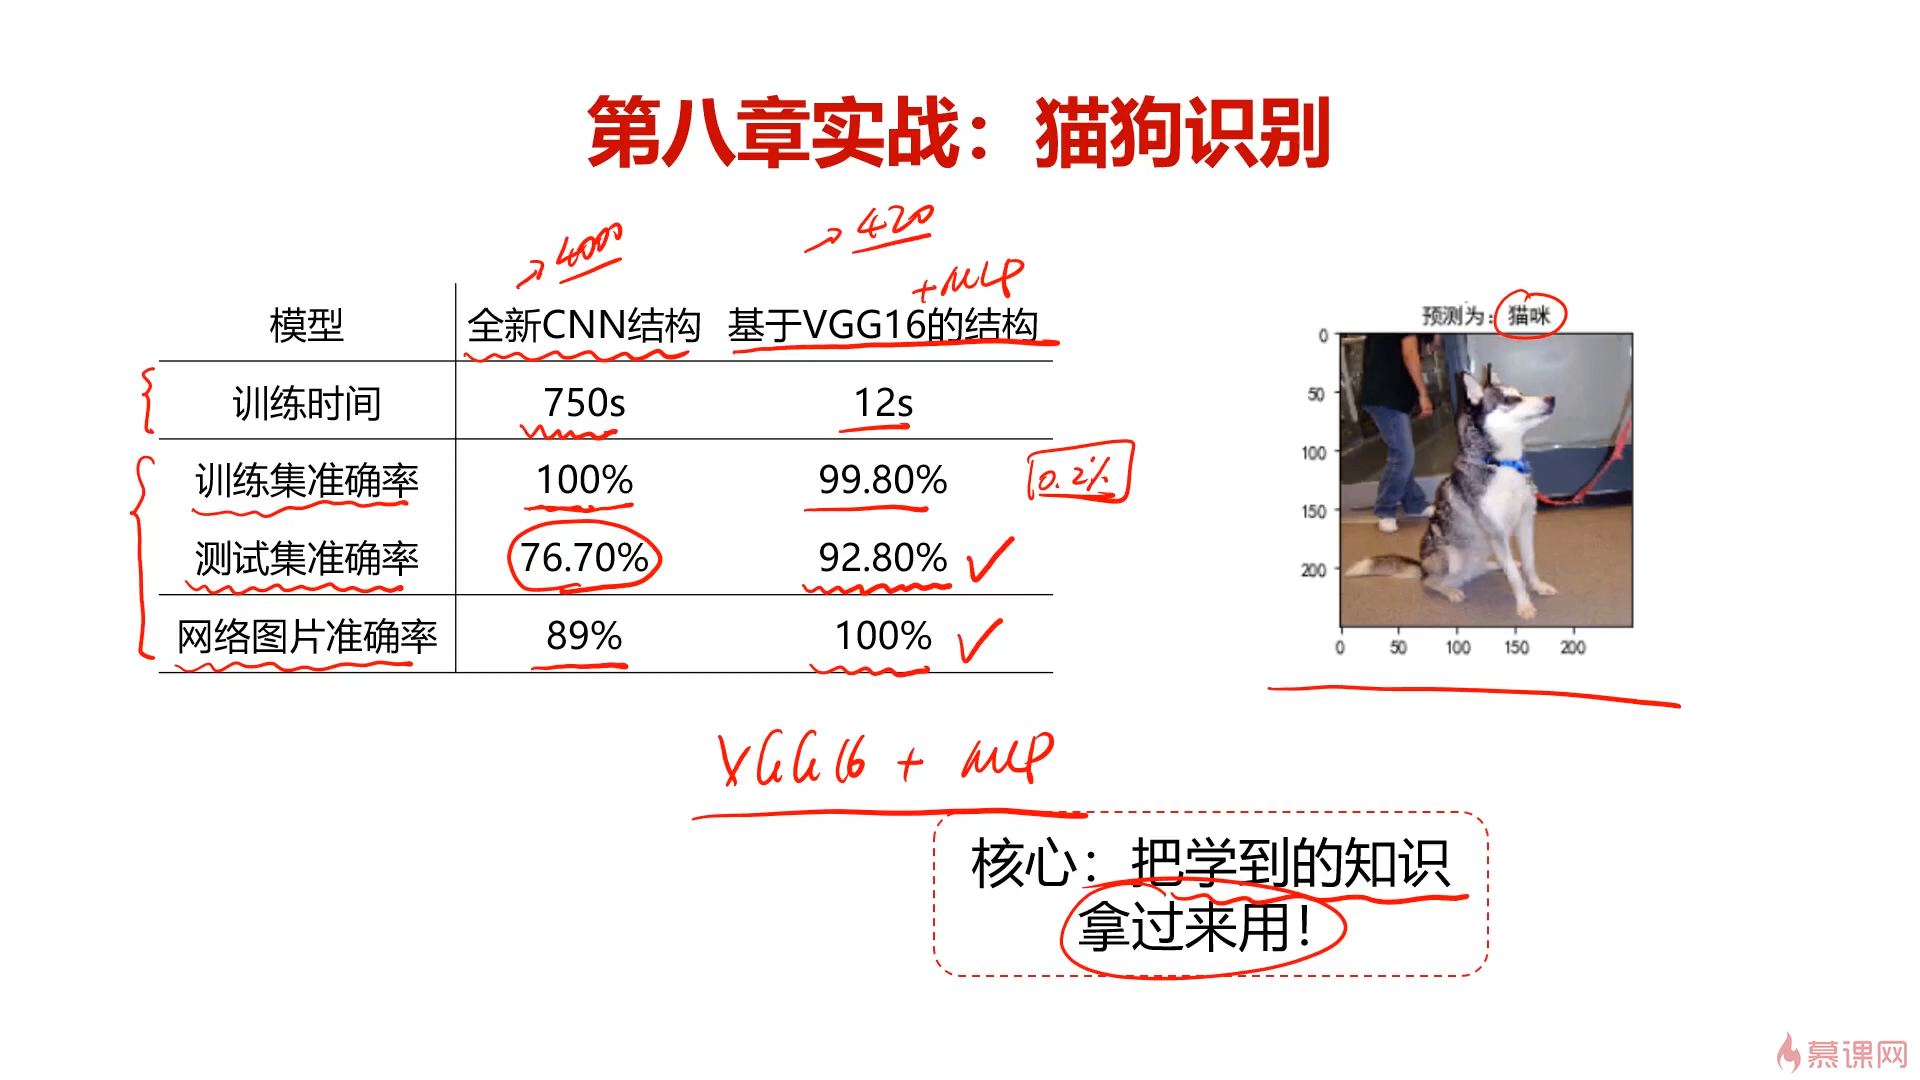 第八章实战：猫狗识别
→4000
→420
+MLP
模型 全新CNN结构 基于VGG16的结构
训练时间 750s 12s
训练集准确率 100% 99.80%
0.2%
测试集准确率 76.70% 92.80%
网络图片准确率 89% 100%
预测为：猫咪
0
50
100
150
200
0 50 100 150 200
VGG16 + MLP
核心：把学到的知识
拿过来用！
慕课网